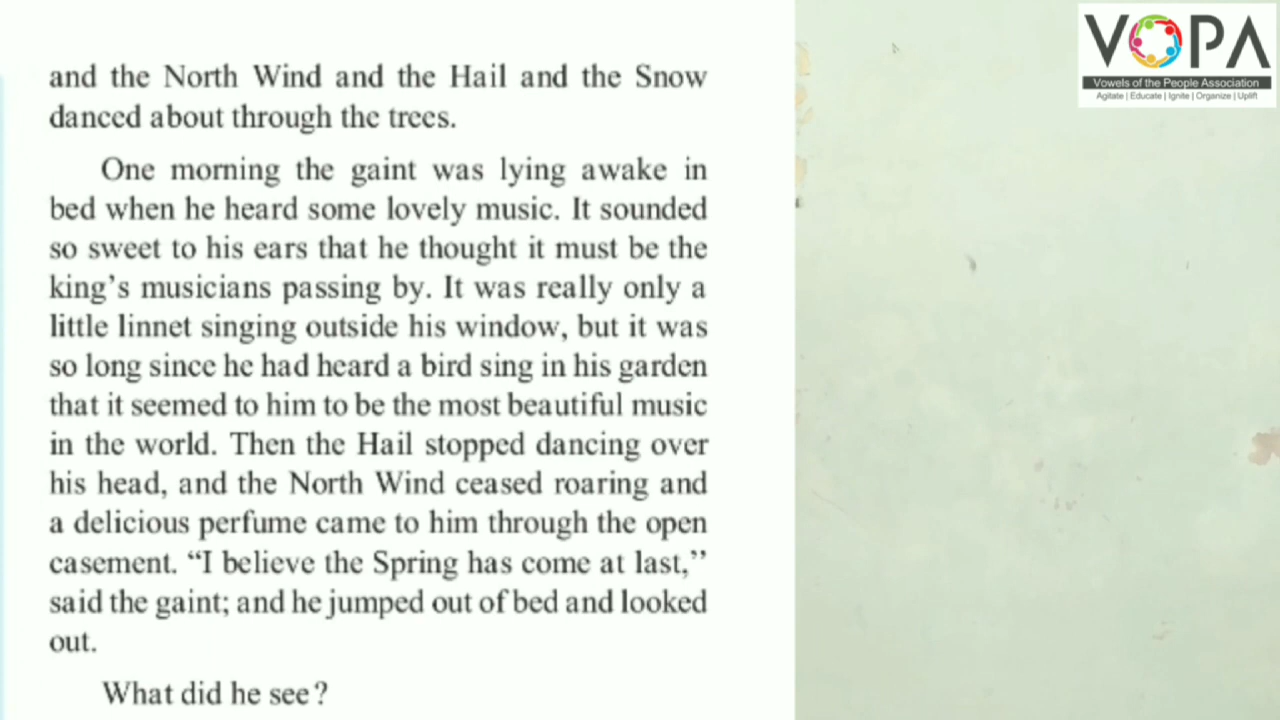 and the North Wind and the Hail and the Snow
danced about through the trees.
One morning the gaint was lying awake in
bed when he heard some lovely music. It sounded
so sweet to his ears that he thought it must be the
king’s musicians passing by. It was really only a
little linnet singing outside his window, but it was
so long since he had heard a bird sing in his garden
that it seemed to him to be the most beautiful music
in the world. Then the Hail stopped dancing over
his head, and the North Wind ceased roaring and
a delicious perfume came to him through the open
casement. “I believe the Spring has come at last,”
said the gaint; and he jumped out of bed and looked
out.
What did he see?
VOPA
Vowels of the People Association
Agitate | Educate | Ignite | Organize | Uplift